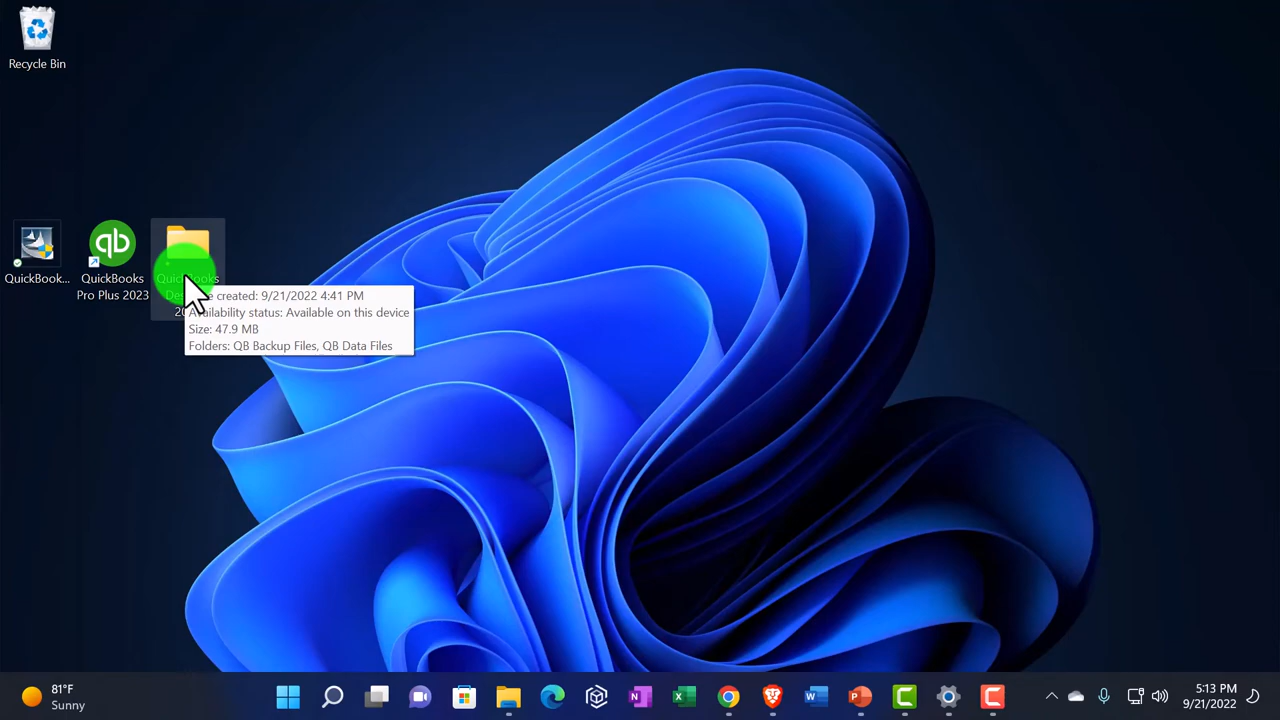 Recycle Bin
QuickBook...
QuickBooks
Pro Plus 2023
QuickBooks
created: 9/21/2022 4:41 PM
Availability status: Available on this device
Size: 47.9 MB
Folders: QB Backup Files, QB Data Files
81°F
Sunny
5:13 PM
9/21/2022